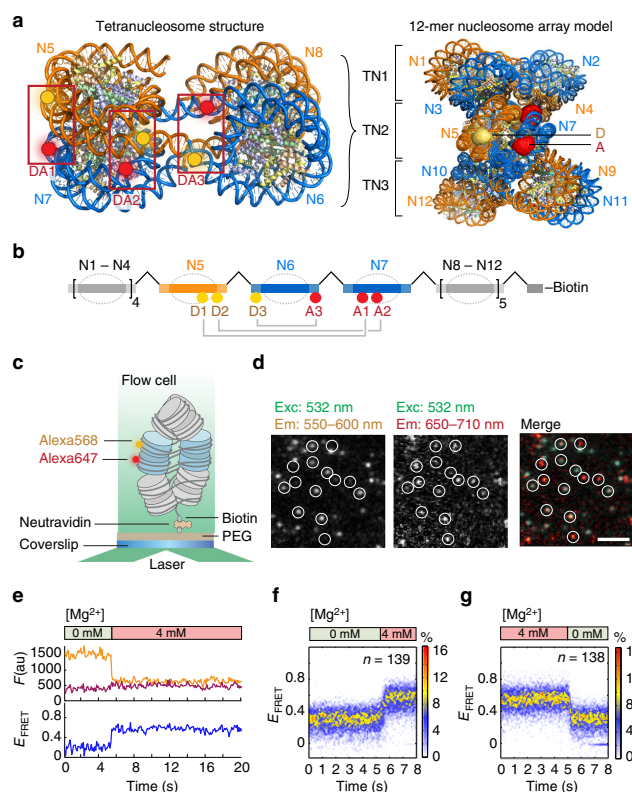 a
Tetranucleosome structure
12-mer nucleosome array model
N5
N8
DA1
DA2
DA3
N7
N6
TN1
TN2
TN3
N1
N2
N3
N4
N5
N7
D
A
N10
N9
N12
N11
b
N1 – N4
N5
N6
N7
N8 – N12
4
5
–Biotin
D1 D2 D3 A3 A1 A2
c
Flow cell
Alexa568
Alexa647
Neutravidin
Biotin
PEG
Coverslip
Laser
d
Exc: 532 nm
Em: 550–600 nm
Exc: 532 nm
Em: 650–710 nm
Merge
e
[Mg2+]
0 mM
4 mM
F(au)
1500
1000
500
0
EFRET
0.8
0.4
0
0 4 8 12 16 20
Time (s)
f
[Mg2+]
0 mM
4 mM
%
n = 139
EFRET
0.8
0.4
0
0 1 2 3 4 5 6 7 8
Time (s)
16
12
8
4
0
g
[Mg2+]
4 mM
0 mM
%
n = 138
EFRET
0.8
0.4
0
0 1 2 3 4 5 6 7 8
Time (s)
16
12
8
4
0